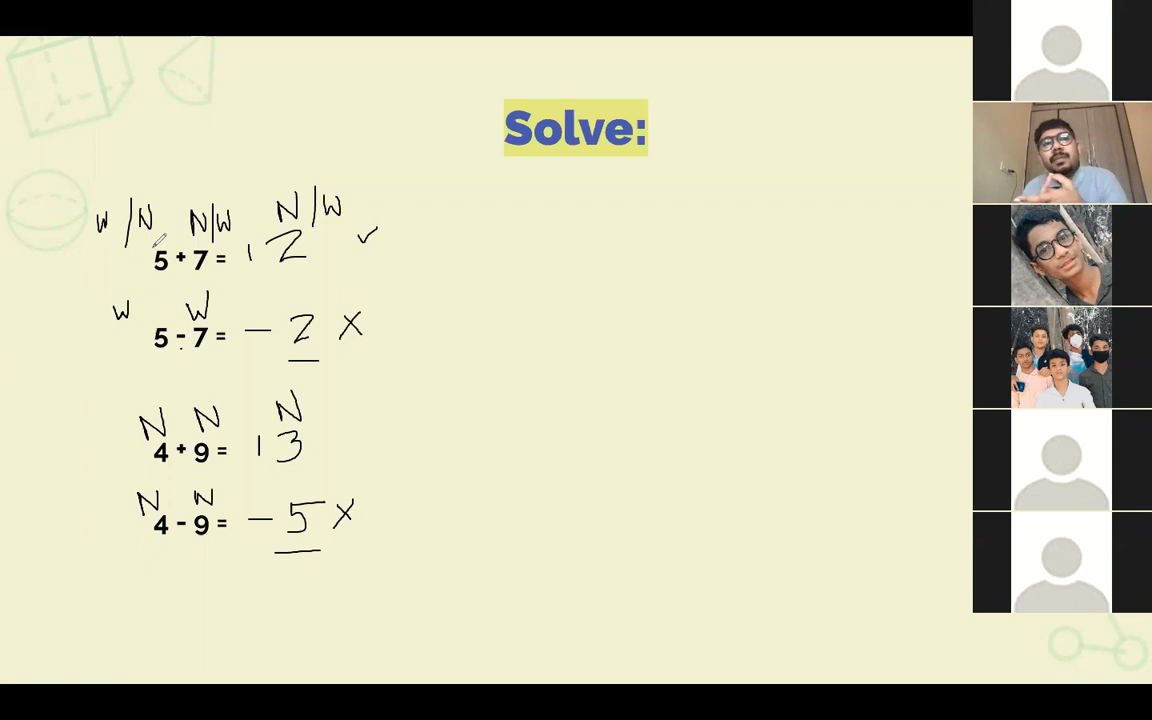 Solve:
W / N N|W N / W
5 + 7 = 12 ✓
W W
5 - 7 = - 2 X
N N N
4 + 9 = 13
N N
4 - 9 = - 5 X